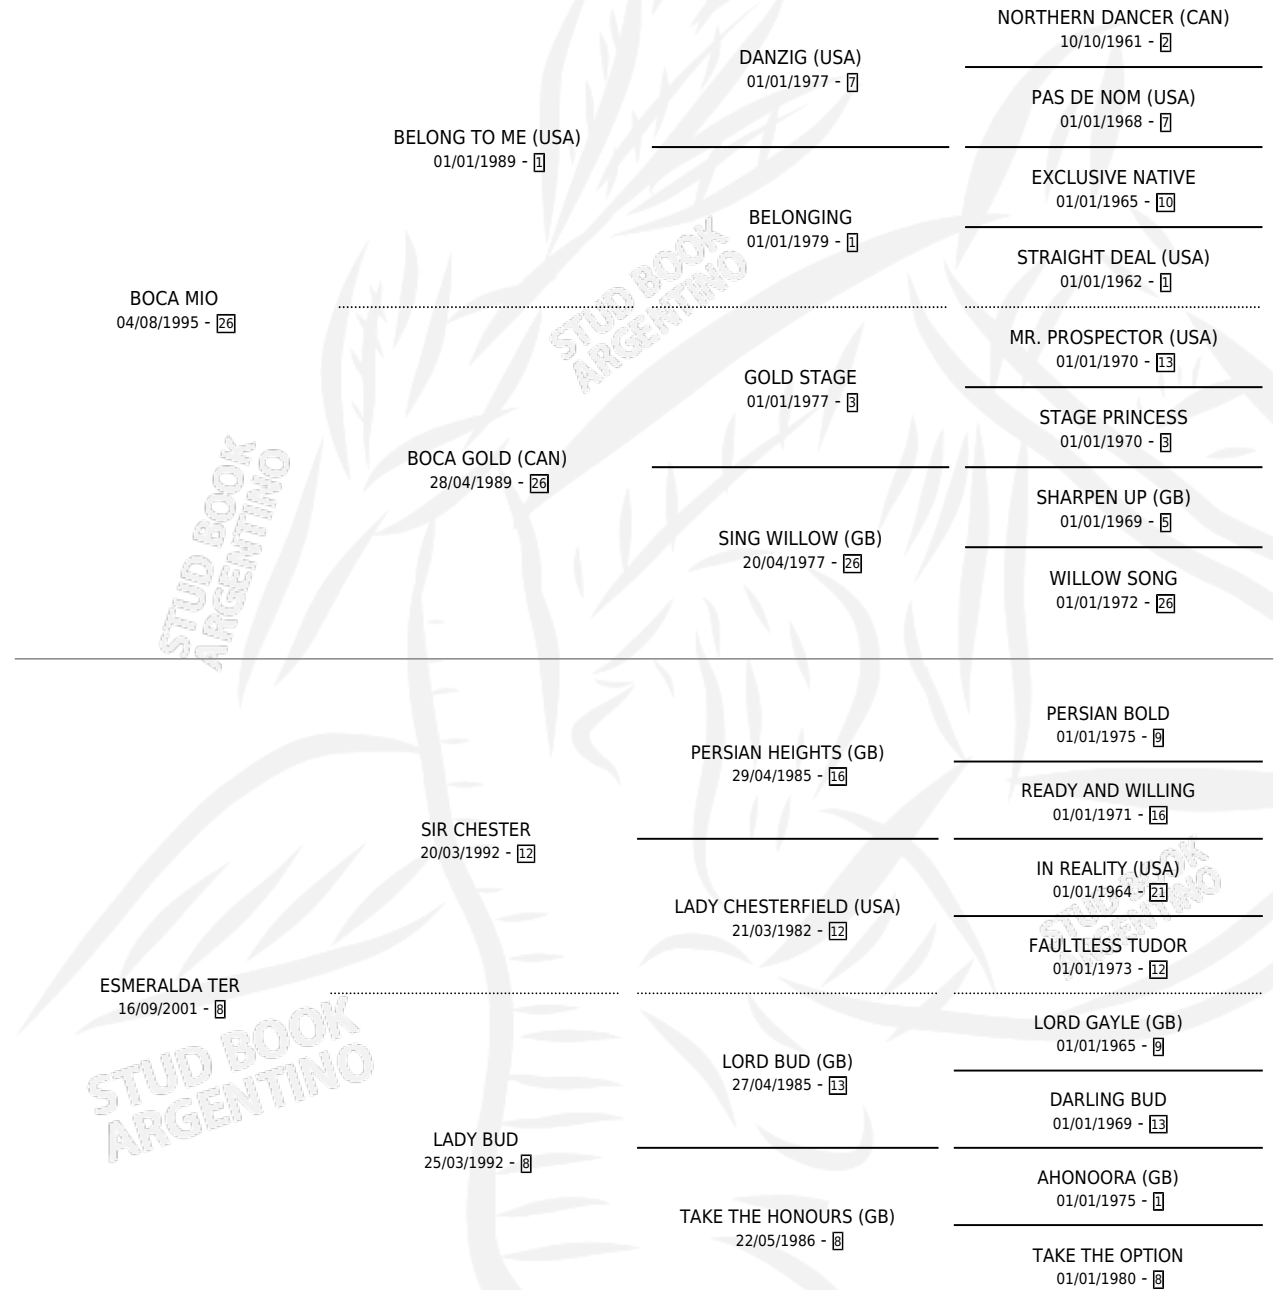 NORTHERN DANCER (CAN)
10/10/1961 - 2
DANZIG (USA)
01/01/1977 - 7
PAS DE NOM (USA)
01/01/1968 - 7
BELONG TO ME (USA)
01/01/1989 - 1
EXCLUSIVE NATIVE
01/01/1965 - 10
BELONGING
01/01/1979 - 1
STRAIGHT DEAL (USA)
01/01/1962 - 1
BOCA MIO
04/08/1995 - 26
MR. PROSPECTOR (USA)
01/01/1970 - 13
GOLD STAGE
01/01/1977 - 3
STAGE PRINCESS
01/01/1970 - 3
BOCA GOLD (CAN)
28/04/1989 - 26
SHARPEN UP (GB)
01/01/1969 - 5
SING WILLOW (GB)
20/04/1977 - 26
WILLOW SONG
01/01/1972 - 26
PERSIAN BOLD
01/01/1975 - 9
PERSIAN HEIGHTS (GB)
29/04/1985 - 16
READY AND WILLING
01/01/1971 - 16
SIR CHESTER
20/03/1992 - 12
IN REALITY (USA)
01/01/1964 - 21
LADY CHESTERFIELD (USA)
21/03/1982 - 12
FAULTLESS TUDOR
01/01/1973 - 12
ESMERALDA TER
16/09/2001 - 8
LORD GAYLE (GB)
01/01/1965 - 9
LORD BUD (GB)
27/04/1985 - 13
DARLING BUD
01/01/1969 - 13
LADY BUD
25/03/1992 - 8
AHONOORA (GB)
01/01/1975 - 1
TAKE THE HONOURS (GB)
22/05/1986 - 8
TAKE THE OPTION
01/01/1980 - 8
STUD BOOK
ARGENTINO
STUD BOOK
ARGENTINO
STUD BOOK
ARGENTINO
STUD BOOK
ARGENTINO